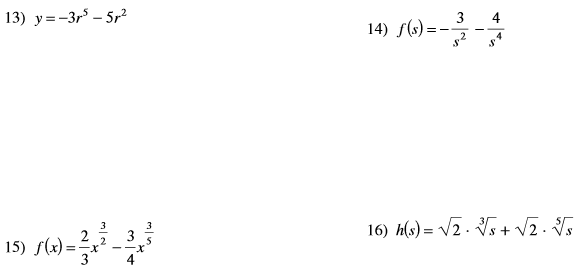 13) y = −3r⁵ − 5r²
14) f(s) = −3/s² − 4/s⁴
15) f(x) = 2/3 x^(3/2) − 3/4 x^(3/5)
16) h(s) = √2 · ∛s + √2 · ⁵√s